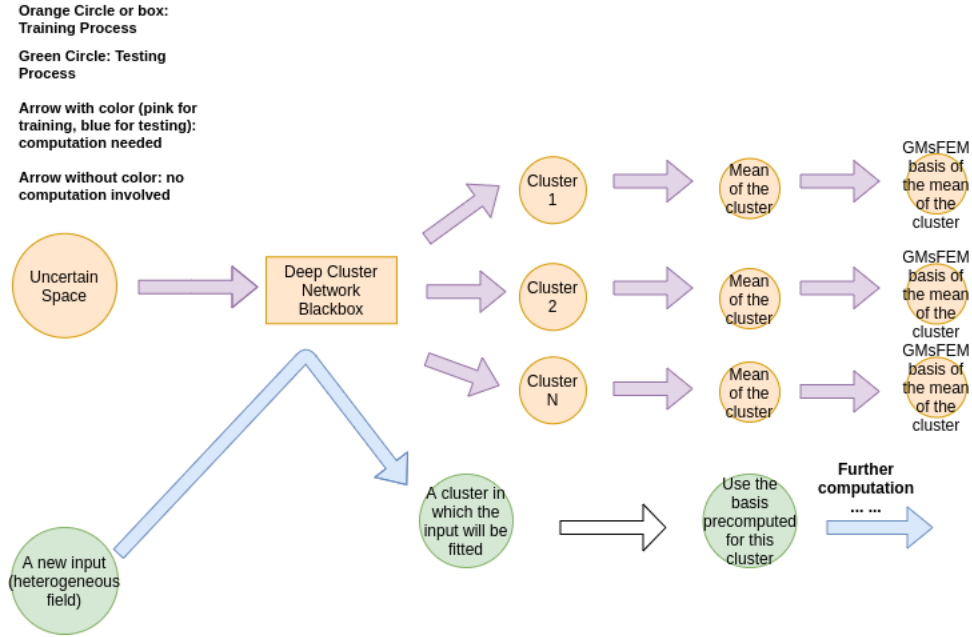 Orange Circle or box:
Training Process
Green Circle: Testing
Process
Arrow with color (pink for
training, blue for testing):
computation needed
Arrow without color: no
computation involved
Uncertain
Space
Deep Cluster
Network
Blackbox
Cluster
1
Mean
of the
cluster
GMsFEM
basis of
the mean
of the
cluster
Cluster
2
Mean
of the
cluster
GMsFEM
basis of
the mean
of the
cluster
Cluster
N
Mean
of the
cluster
GMsFEM
basis of
the mean
of the
cluster
A new input
(heterogeneous
field)
A cluster in
which the
input will be
fitted
Use the
basis
precomputed
for this
cluster
Further
computation
... ...